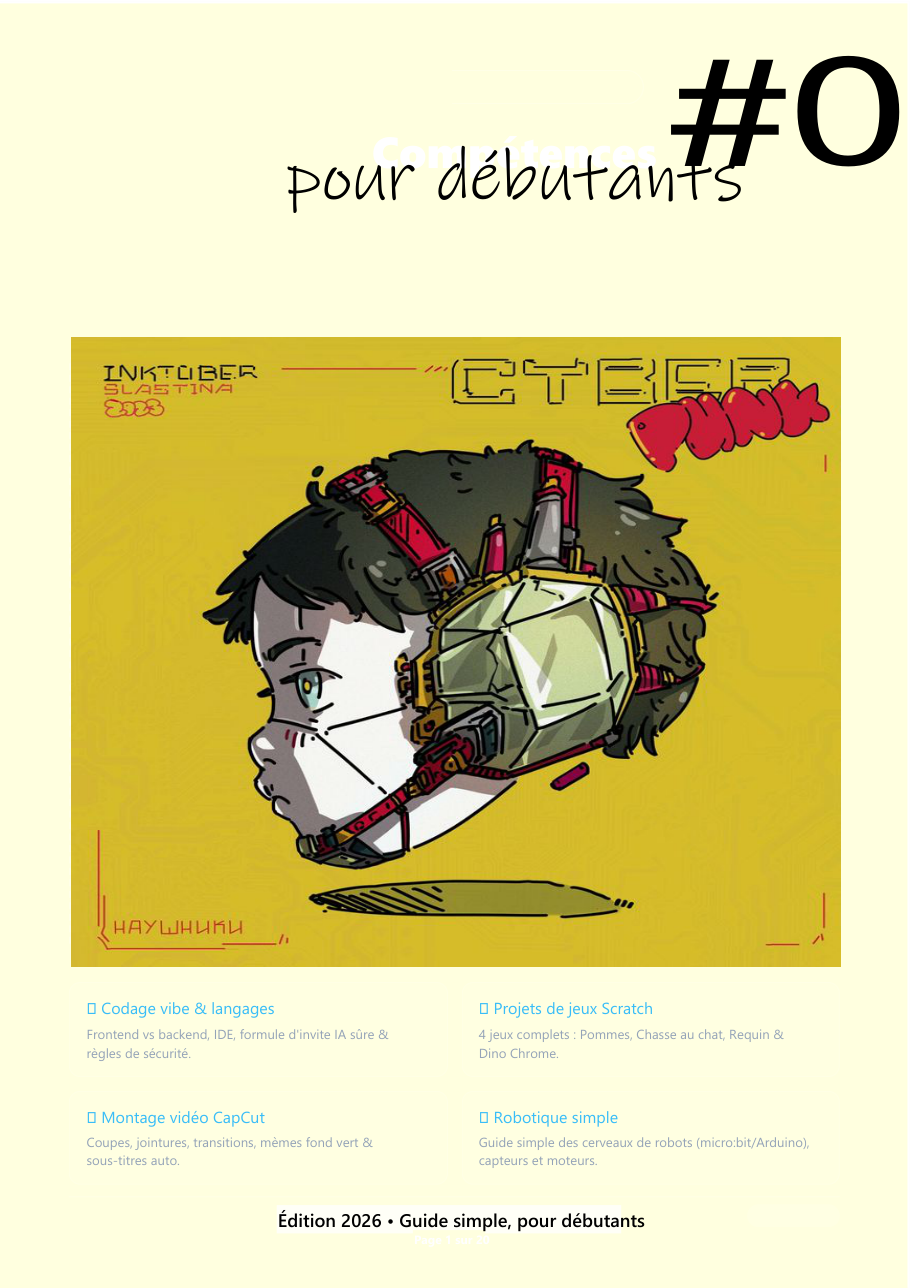 #0
Compétences
pour débutants
INKTOBER
SLASTINA
2023
CYBER
PUNK
НАУШНИКИ
Codage vibe & langages
Frontend vs backend, IDE, formule d'invite IA sûre &
règles de sécurité.
Projets de jeux Scratch
4 jeux complets : Pommes, Chasse au chat, Requin &
Dino Chrome.
Montage vidéo CapCut
Coupes, jointures, transitions, mèmes fond vert &
sous-titres auto.
Robotique simple
Guide simple des cerveaux de robots (micro:bit/Arduino),
capteurs et moteurs.
Édition 2026 • Guide simple, pour débutants